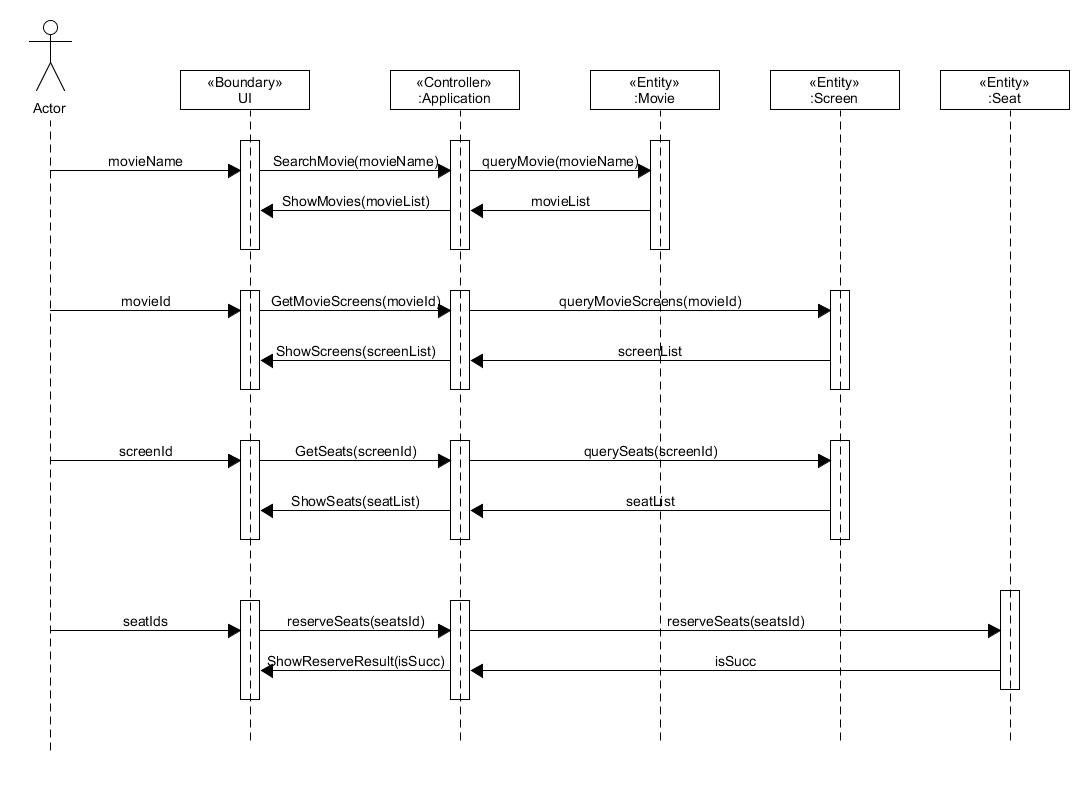 Actor
«Boundary»
UI
«Controller»
:Application
«Entity»
:Movie
«Entity»
:Screen
«Entity»
:Seat
movieName
SearchMovie(movieName)
queryMovie(movieName)
ShowMovies(movieList)
movieList
movieId
GetMovieScreens(movieId)
queryMovieScreens(movieId)
ShowScreens(screenList)
screenList
screenId
GetSeats(screenId)
querySeats(screenId)
ShowSeats(seatList)
seatList
seatIds
reserveSeats(seatsId)
reserveSeats(seatsId)
ShowReserveResult(isSucc)
isSucc